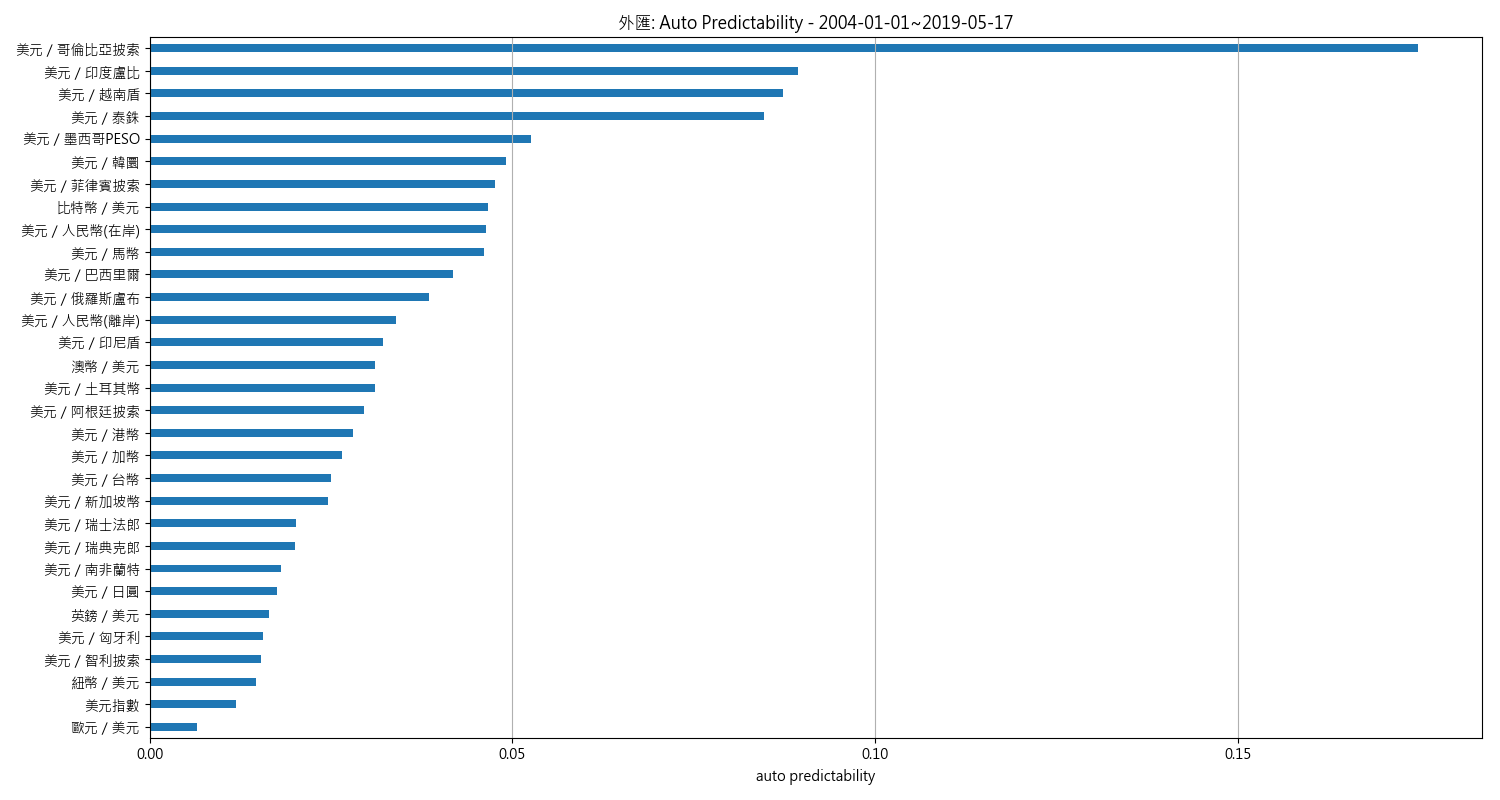 外匯: Auto Predictability - 2004-01-01~2019-05-17
美元 / 哥倫比亞披索
美元 / 印度盧比
美元 / 越南盾
美元 / 泰銖
美元 / 墨西哥PESO
美元 / 韓圜
美元 / 菲律賓披索
比特幣 / 美元
美元 / 人民幣(在岸)
美元 / 馬幣
美元 / 巴西里爾
美元 / 俄羅斯盧布
美元 / 人民幣(離岸)
美元 / 印尼盾
澳幣 / 美元
美元 / 土耳其幣
美元 / 阿根廷披索
美元 / 港幣
美元 / 加幣
美元 / 台幣
美元 / 新加坡幣
美元 / 瑞士法郎
美元 / 瑞典克郎
美元 / 南非蘭特
美元 / 日圓
英鎊 / 美元
美元 / 匈牙利
美元 / 智利披索
紐幣 / 美元
美元指數
歐元 / 美元
0.00 0.05 0.10 0.15
auto predictability